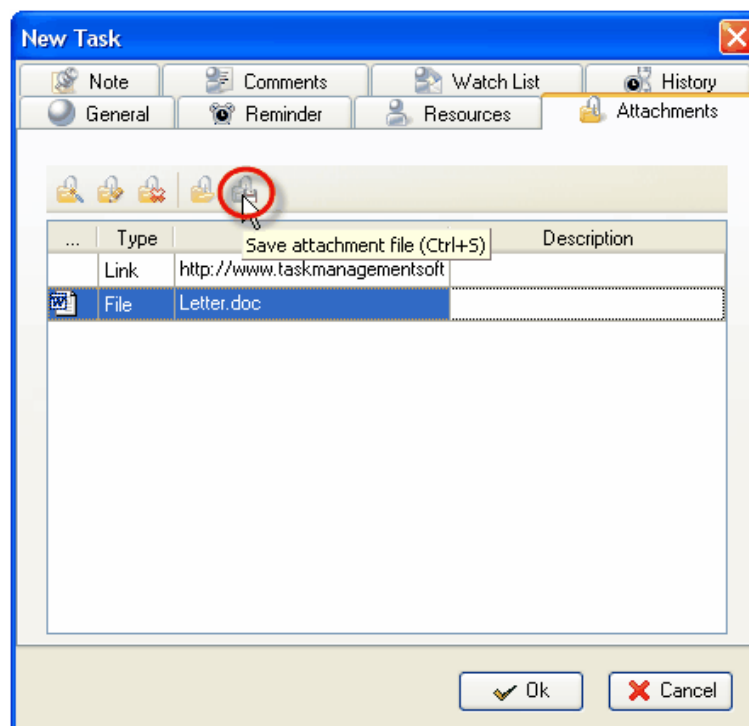 New Task
Note Comments Watch List History
General Reminder Resources Attachments
... Type Description
Save attachment file (Ctrl+S)
Link http://www.taskmanagementsoft
File Letter.doc
Ok Cancel